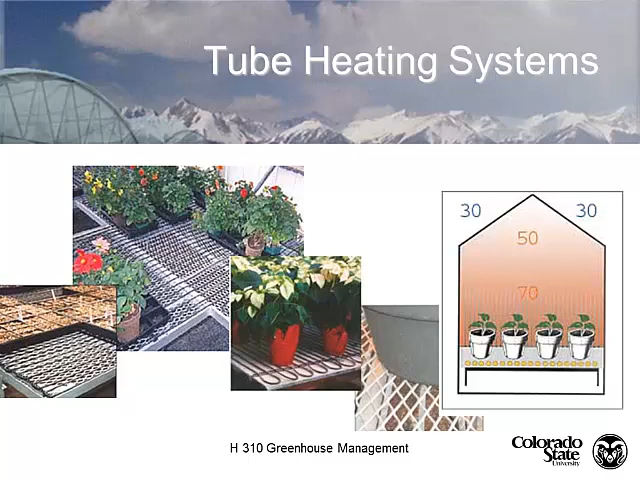 Tube Heating Systems
30 30
50
70
H 310 Greenhouse Management
Colorado
State
University